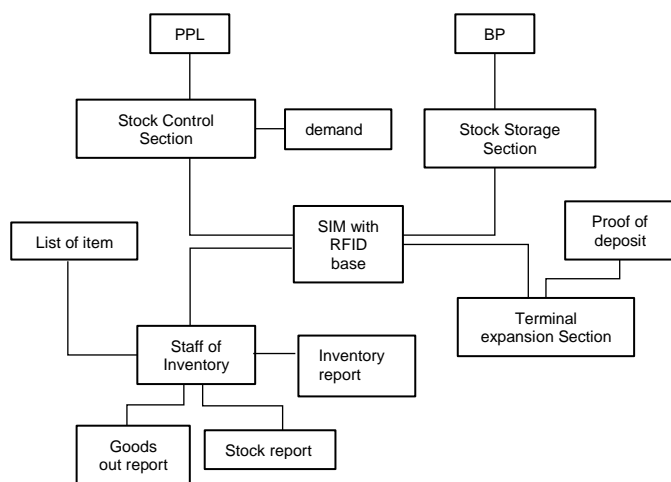 PPL
BP
Stock Control
Section
demand
Stock Storage
Section
SIM with
RFID
base
Proof of
deposit
List of item
Terminal
expansion Section
Staff of
Inventory
Inventory
report
Goods
out report
Stock report